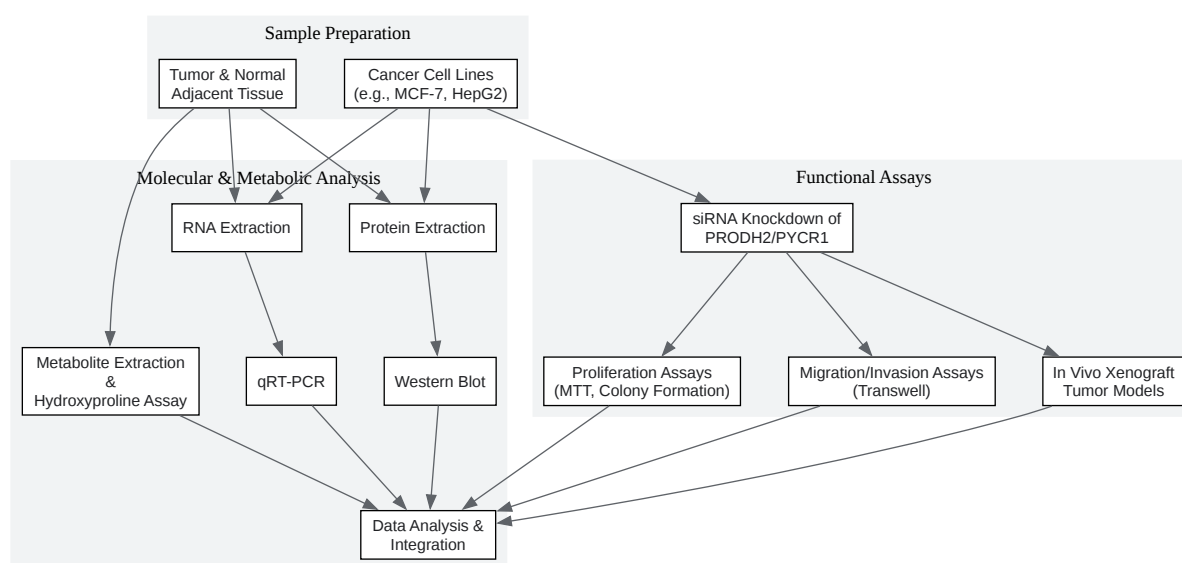 Sample Preparation
Tumor & Normal
Adjacent Tissue
Cancer Cell Lines
(e.g., MCF-7, HepG2)
Molecular & Metabolic Analysis
Functional Assays
RNA Extraction
Protein Extraction
siRNA Knockdown of
PRODH2/PYCR1
Metabolite Extraction
&
Hydroxyproline Assay
qRT-PCR
Western Blot
Proliferation Assays
(MTT, Colony Formation)
Migration/Invasion Assays
(Transwell)
In Vivo Xenograft
Tumor Models
Data Analysis &
Integration